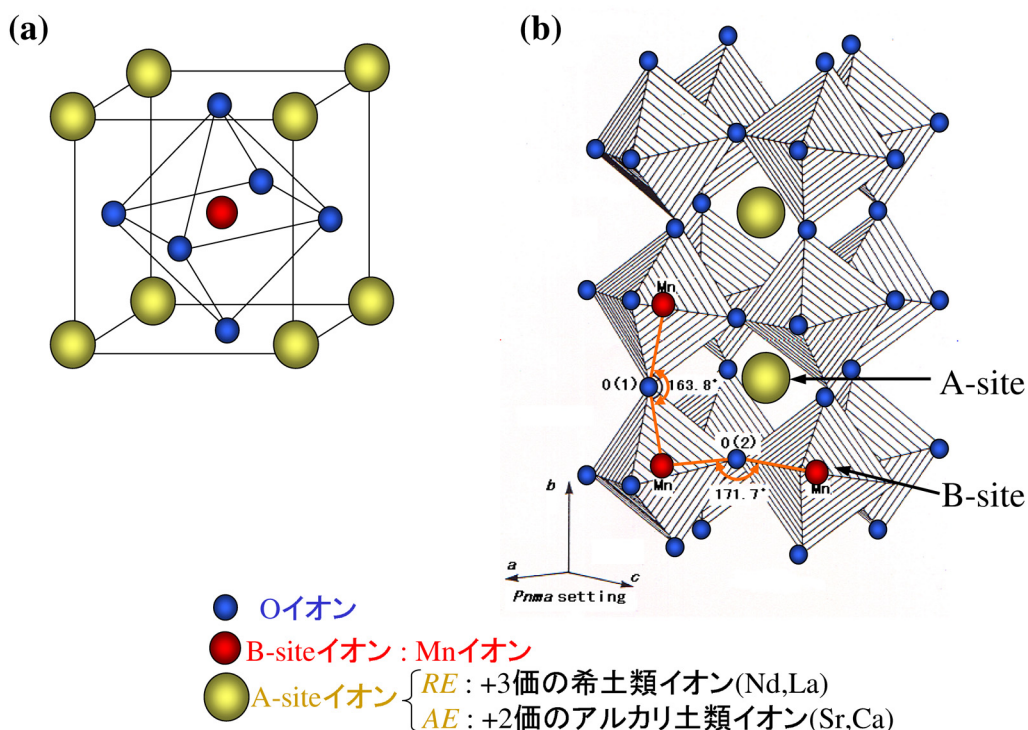 (a)
(b)
Mn
O(1)
163.8°
A-site
O(2)
Mn
171.7°
Mn
B-site
b
a
c
Pnma setting
Oイオン
B-siteイオン : Mnイオン
A-siteイオン
RE : +3価の希土類イオン(Nd,La)
AE : +2価のアルカリ土類イオン(Sr,Ca)